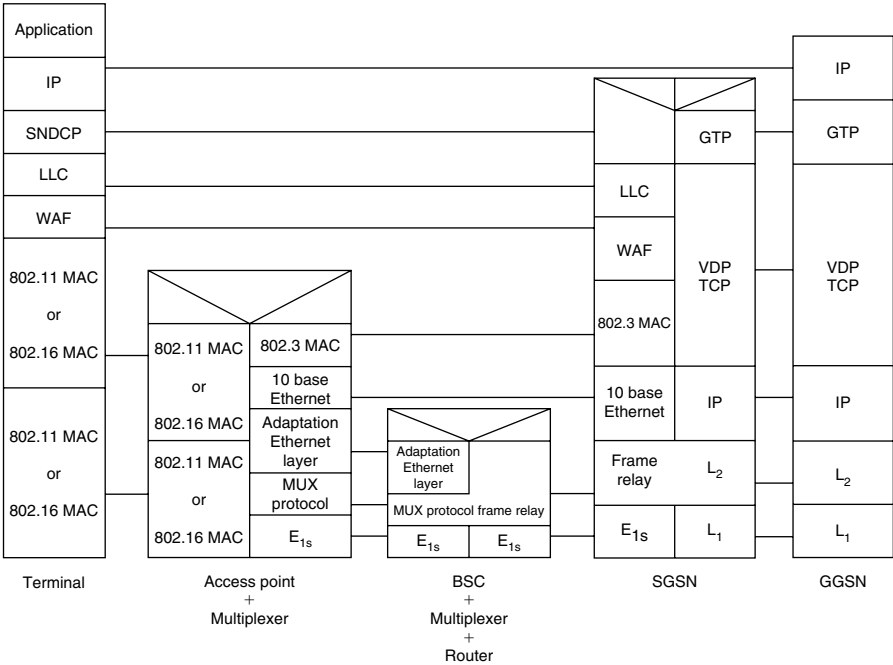 Application
IP
SNDCP
LLC
WAF
802.11 MAC
or
802.16 MAC
802.11 MAC
or
802.16 MAC
Terminal
802.11 MAC
or
802.16 MAC
802.11 MAC
or
802.16 MAC
802.3 MAC
10 base
Ethernet
Adaptation
Ethernet
layer
MUX
protocol
E1s
Access point
+
Multiplexer
Adaptation
Ethernet
layer
MUX protocol frame relay
E1s
E1s
BSC
+
Multiplexer
+
Router
LLC
WAF
802.3 MAC
10 base
Ethernet
Frame
relay
E1s
GTP
VDP
TCP
IP
L2
L1
SGSN
IP
GTP
VDP
TCP
IP
L2
L1
GGSN